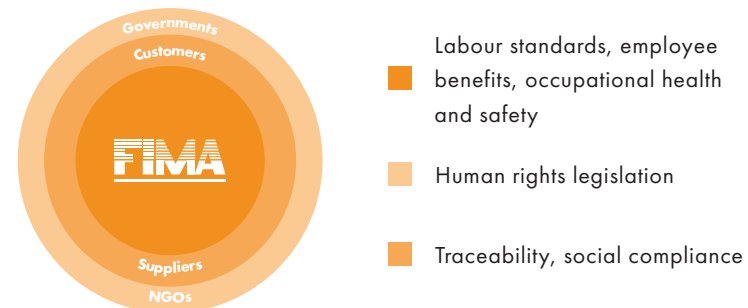 Governments
Customers
FIMA
Suppliers
NGOs
Labour standards, employee
benefits, occupational health
and safety
Human rights legislation
Traceability, social compliance